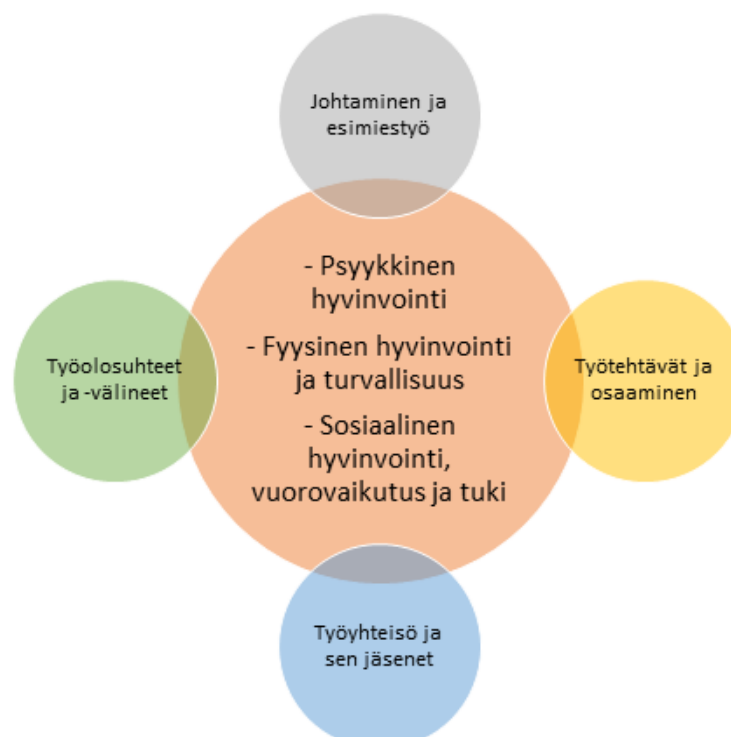 Johtaminen ja
esimiestyö
- Psyykkinen
hyvinvointi
- Fyysinen hyvinvointi
ja turvallisuus
- Sosiaalinen
hyvinvointi,
vuorovaikutus ja tuki
Työolosuhteet
ja -välineet
Työtehtävät ja
osaaminen
Työyhteisö ja
sen jäsenet